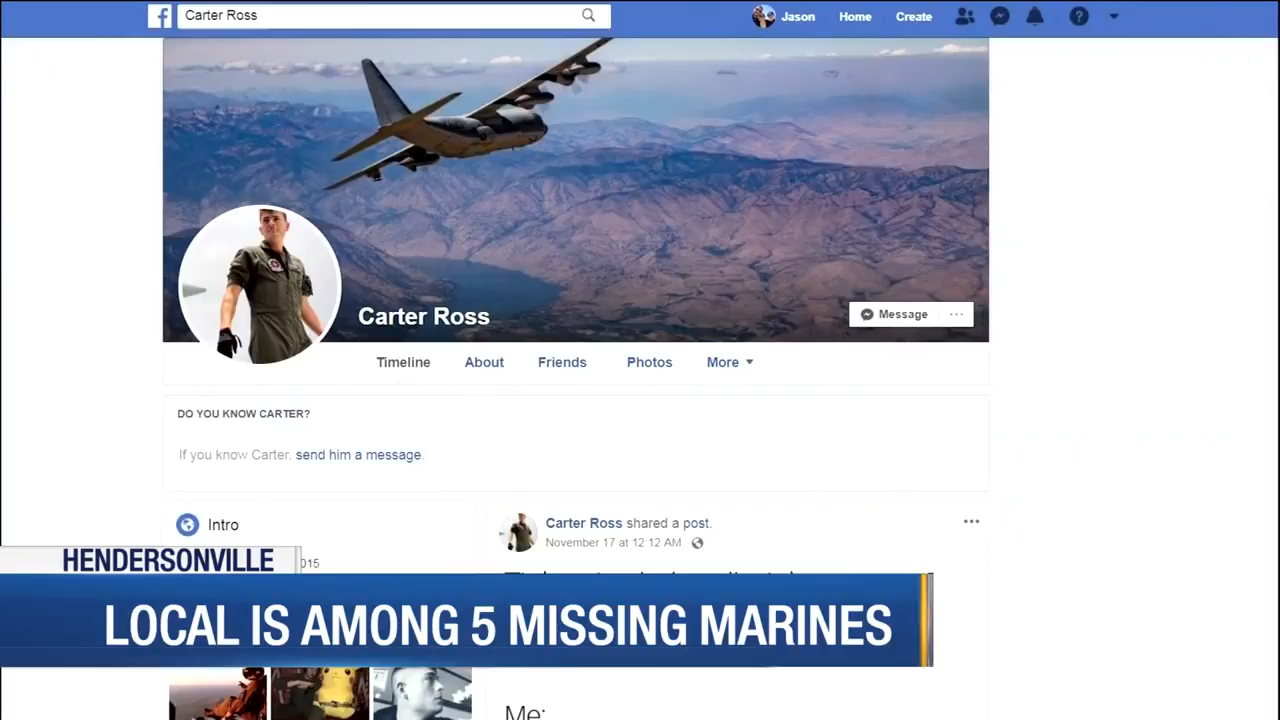 f
Carter Ross
Jason Home Create
Carter Ross
Message
Timeline About Friends Photos More
DO YOU KNOW CARTER?
If you know Carter, send him a message.
Intro
Carter Ross shared a post.
November 17 at 12:12 AM
015
HENDERSONVILLE
LOCAL IS AMONG 5 MISSING MARINES
Me: